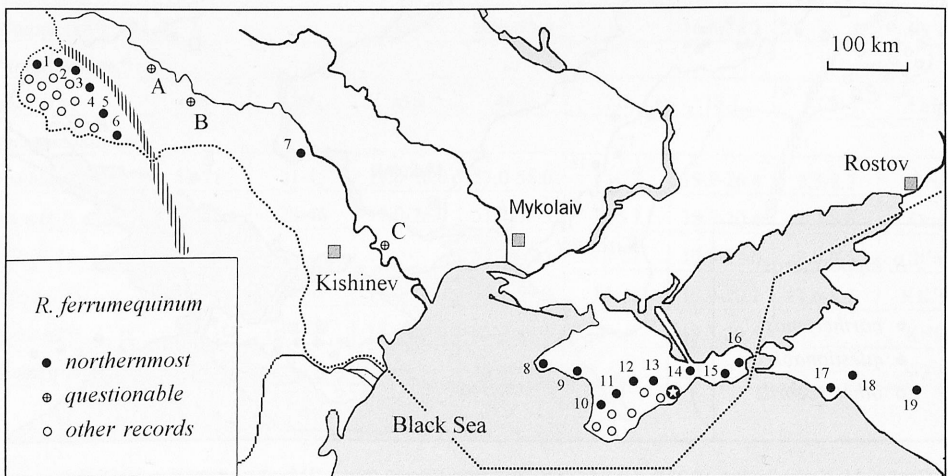 100 km
1
2
3
4
5
6
A
B
7
C
Kishinev
Mykolaiv
Rostov
R. ferrumequinum
northernmost
questionable
other records
Black Sea
8
9
10
11
12
13
14
15
16
17
18
19